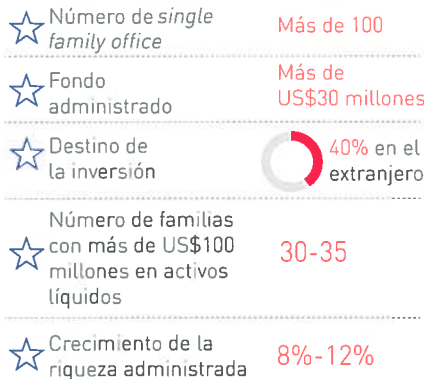 Número de single
family office
Más de 100
Fondo
administrado
Más de
US$30 millones
Destino de
la inversión
40% en el
extranjero
Número de familias
con más de US$100
millones en activos
líquidos
30-35
Crecimiento de la
riqueza administrada
8%-12%